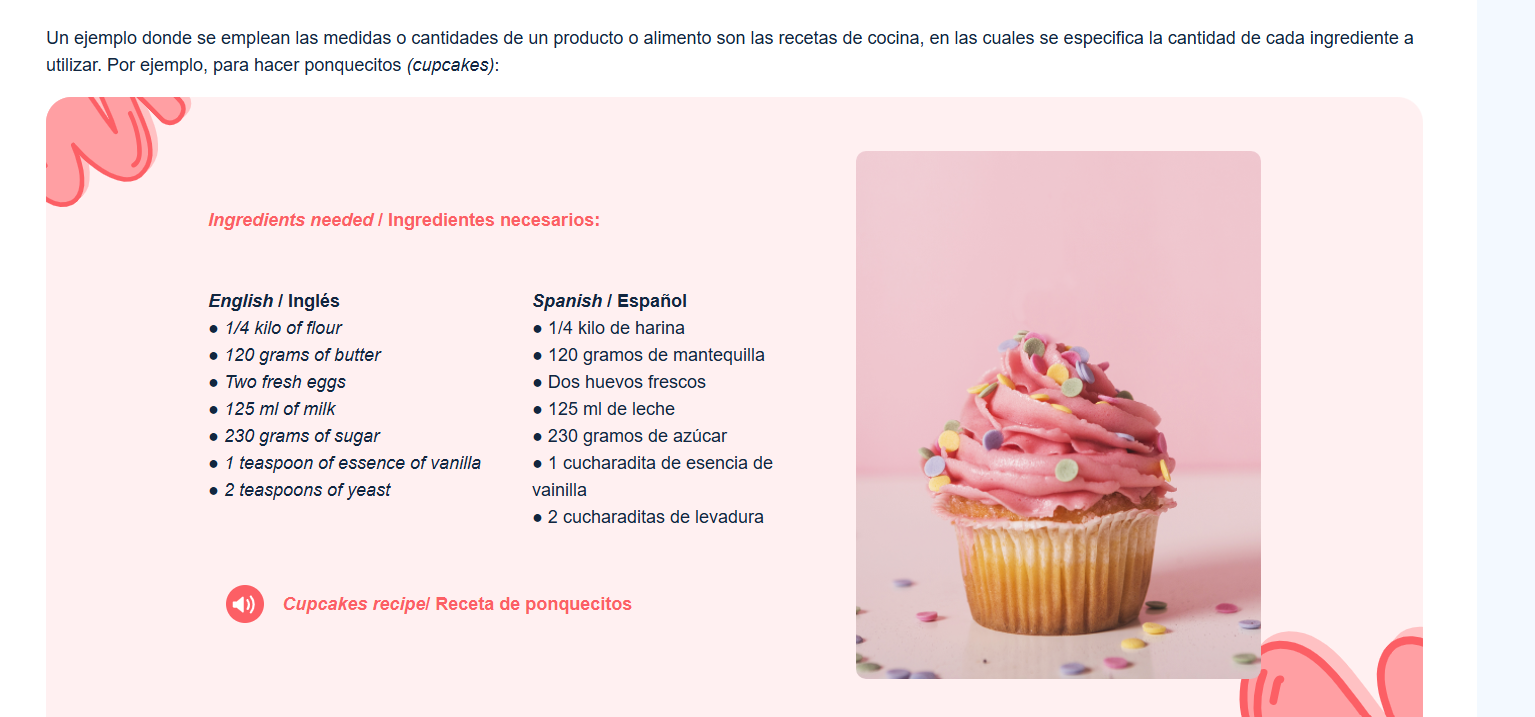 Un ejemplo donde se emplean las medidas o cantidades de un producto o alimento son las recetas de cocina, en las cuales se especifica la cantidad de cada ingrediente a
utilizar. Por ejemplo, para hacer ponquecitos (cupcakes):
Ingredients needed / Ingredientes necesarios:
English / Inglés
● 1/4 kilo of flour
● 120 grams of butter
● Two fresh eggs
● 125 ml of milk
● 230 grams of sugar
● 1 teaspoon of essence of vanilla
● 2 teaspoons of yeast
Spanish / Español
● 1/4 kilo de harina
● 120 gramos de mantequilla
● Dos huevos frescos
● 125 ml de leche
● 230 gramos de azúcar
● 1 cucharadita de esencia de
vainilla
● 2 cucharaditas de levadura
Cupcakes recipe/ Receta de ponquecitos